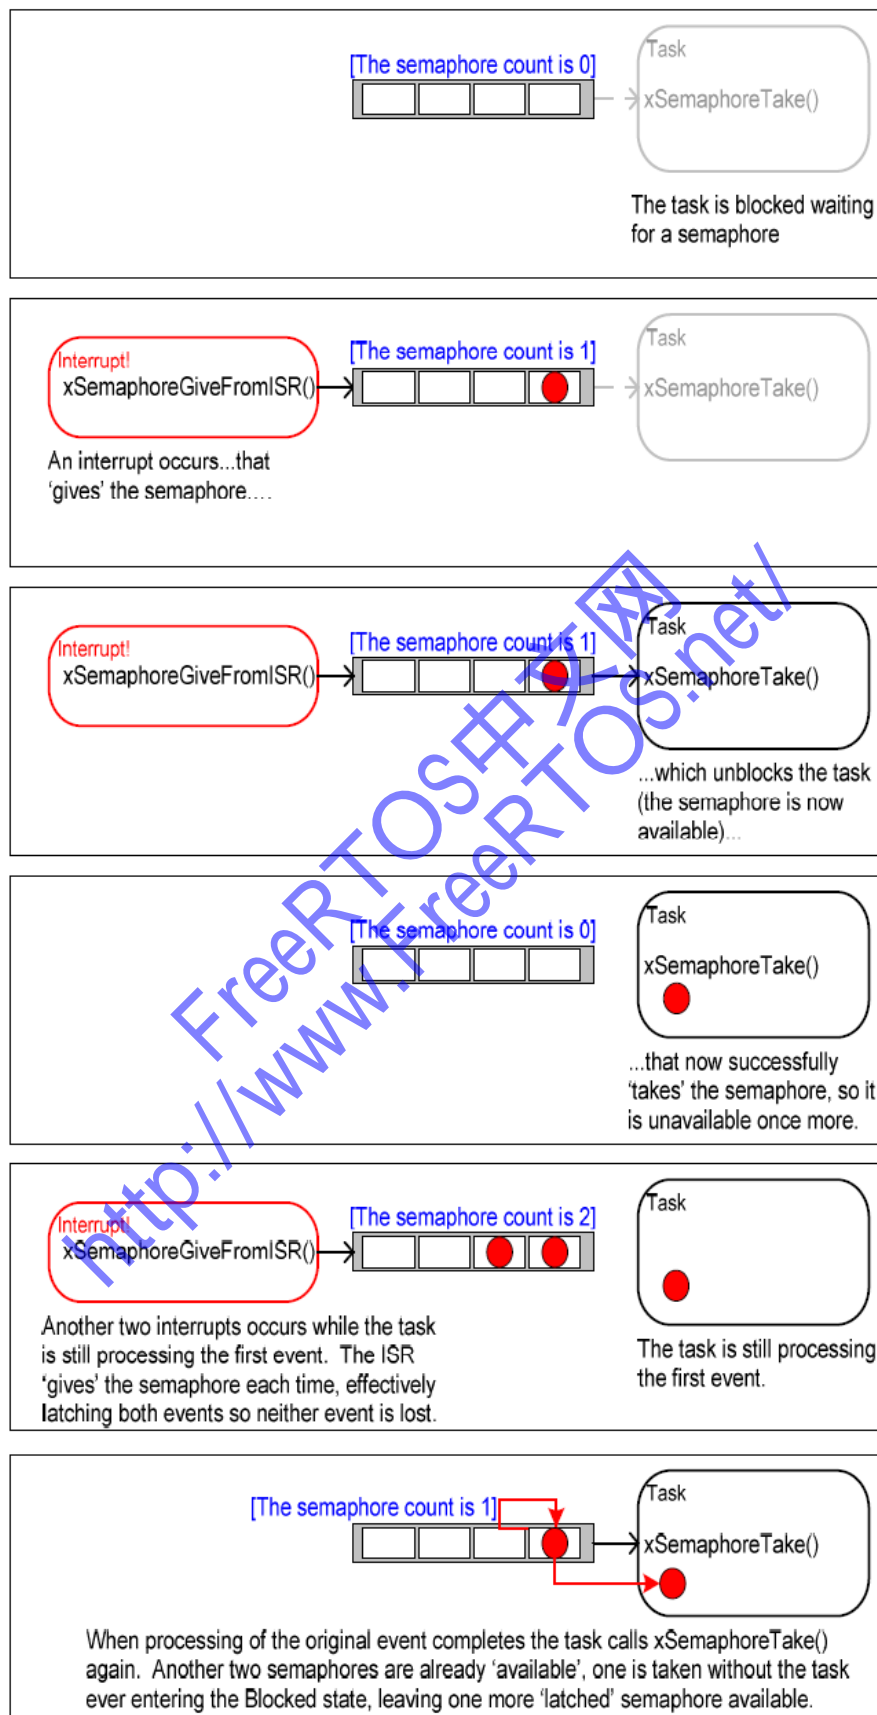 [The semaphore count is 0]
Task
xSemaphoreTake()
The task is blocked waiting
for a semaphore
Interrupt!
xSemaphoreGiveFromISR()
[The semaphore count is 1]
Task
xSemaphoreTake()
An interrupt occurs...that
‘gives’ the semaphore....
Interrupt!
xSemaphoreGiveFromISR()
[The semaphore count is 1]
Task
xSemaphoreTake()
...which unblocks the task
(the semaphore is now
available)...
[The semaphore count is 0]
Task
xSemaphoreTake()
...that now successfully
‘takes’ the semaphore, so it
is unavailable once more.
Interrupt!
xSemaphoreGiveFromISR()
[The semaphore count is 2]
Task
Another two interrupts occurs while the task
is still processing the first event. The ISR
‘gives’ the semaphore each time, effectively
latching both events so neither event is lost.
The task is still processing
the first event.
[The semaphore count is 1]
Task
xSemaphoreTake()
When processing of the original event completes the task calls xSemaphoreTake()
again. Another two semaphores are already ‘available’, one is taken without the task
ever entering the Blocked state, leaving one more ‘latched’ semaphore available.
FreeRTOS中文网
http://www.FreeRTOS.net/